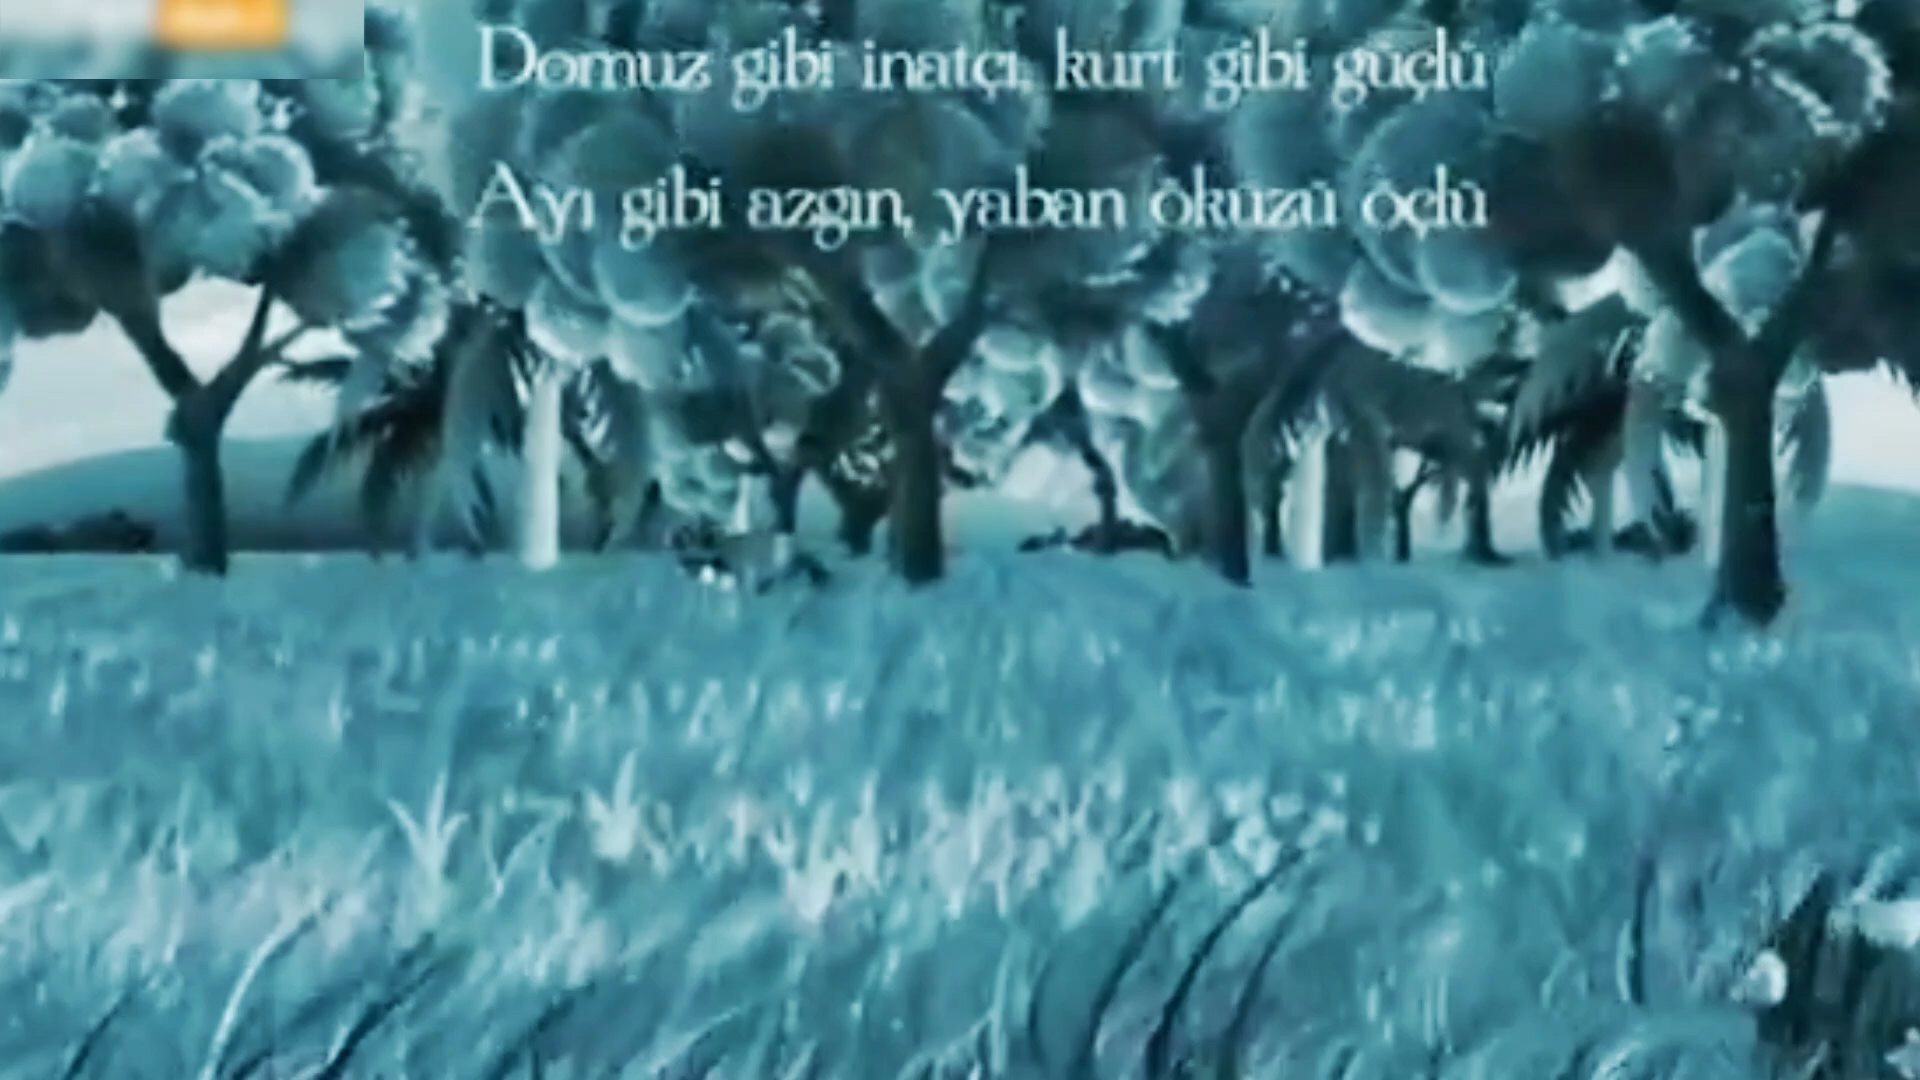 Domuz gibi inatçı, kurt gibi güçlü
Ayı gibi azgın, yaban öküzü öçlü